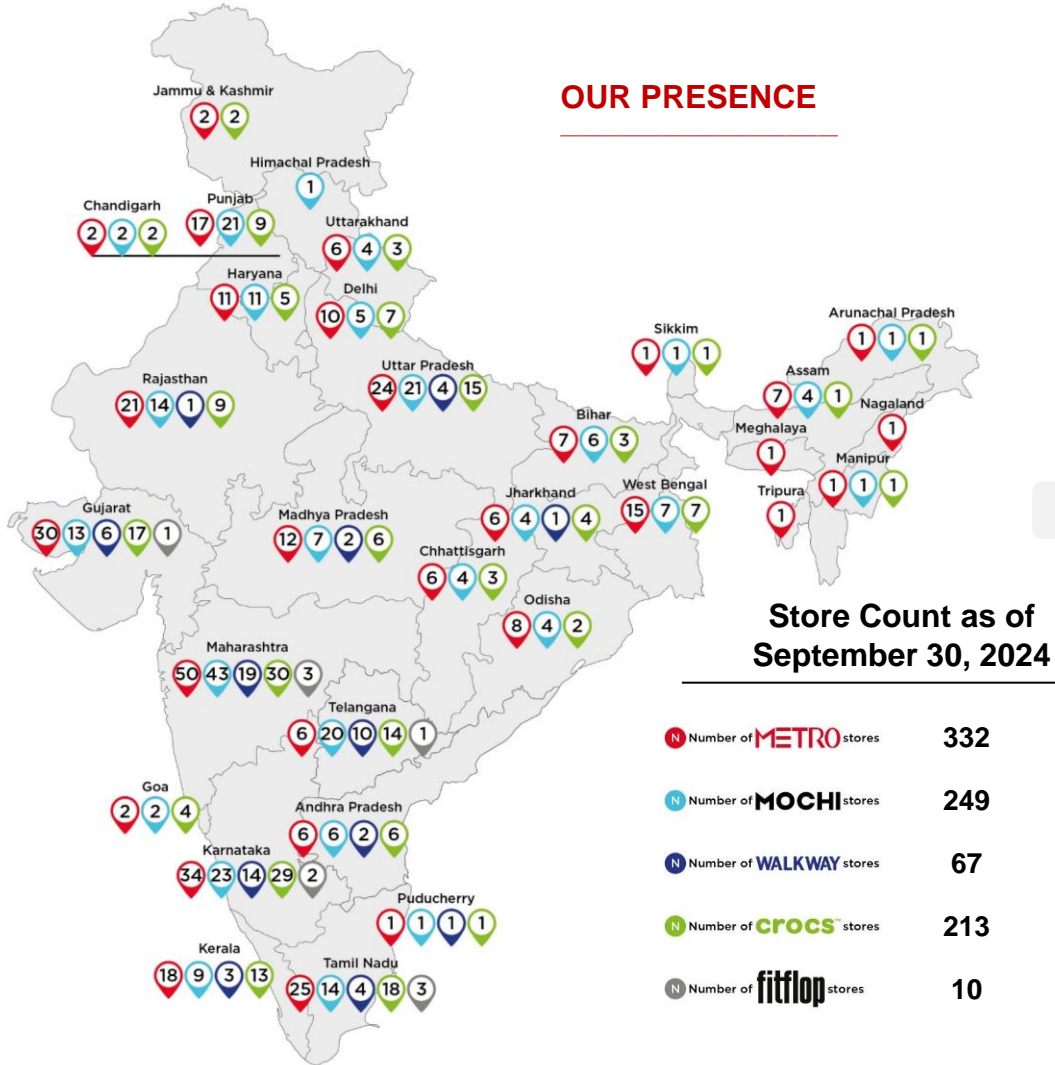 OUR PRESENCE
Jammu & Kashmir
2 2
Himachal Pradesh
1
Chandigarh
2 2 2
Punjab
17 21 9
Uttarakhand
6 4 3
Haryana
11 11 5
Delhi
10 5 7
Sikkim
1 1 1
Arunachal Pradesh
1 1 1
Uttar Pradesh
24 21 4 15
Rajasthan
21 14 1 9
Assam
7 4 1
Nagaland
1
Bihar
7 6 3
Meghalaya
1
Manipur
1 1 1
Tripura
1
West Bengal
15 7 7
Jharkhand
6 4 1 4
Gujarat
30 13 6 17 1
Madhya Pradesh
12 7 2 6
Chhattisgarh
6 4 3
Odisha
8 4 2
Maharashtra
50 43 19 30 3
Telangana
6 20 10 14 1
Goa
2 2 4
Andhra Pradesh
6 6 2 6
Karnataka
34 23 14 29 2
Puducherry
1 1 1 1
Kerala
18 9 3 13
Tamil Nadu
25 14 4 18 3
Store Count as of
September 30, 2024
N Number of METRO stores 332
N Number of MOCHI stores 249
N Number of WALKWAY stores 67
N Number of crocs™ stores 213
N Number of fitflop stores 10